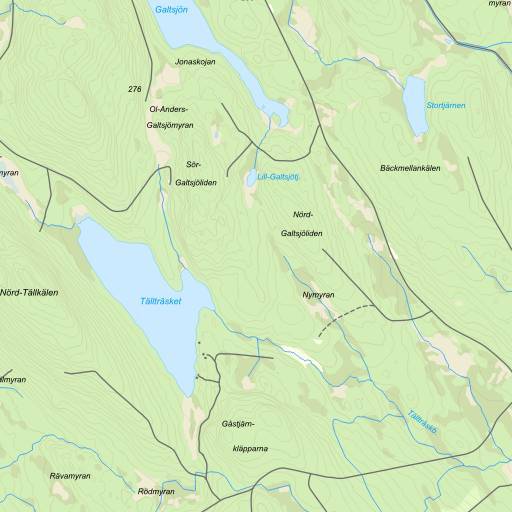 Galtsjön
myran
Jonaskojan
276
Stortjärnen
Ol-Anders-
Galtsjömyran
Sör-
Galtsjöliden
Lill-Galtsjötj.
Bäckmellankälen
myran
Nörd-
Galtsjöliden
Nörd-Tällkälen
Tällträsket
Nymyran
myran
Tällträskb
Gåstjärn-
kläpparna
Rävamyran
Rödmyran